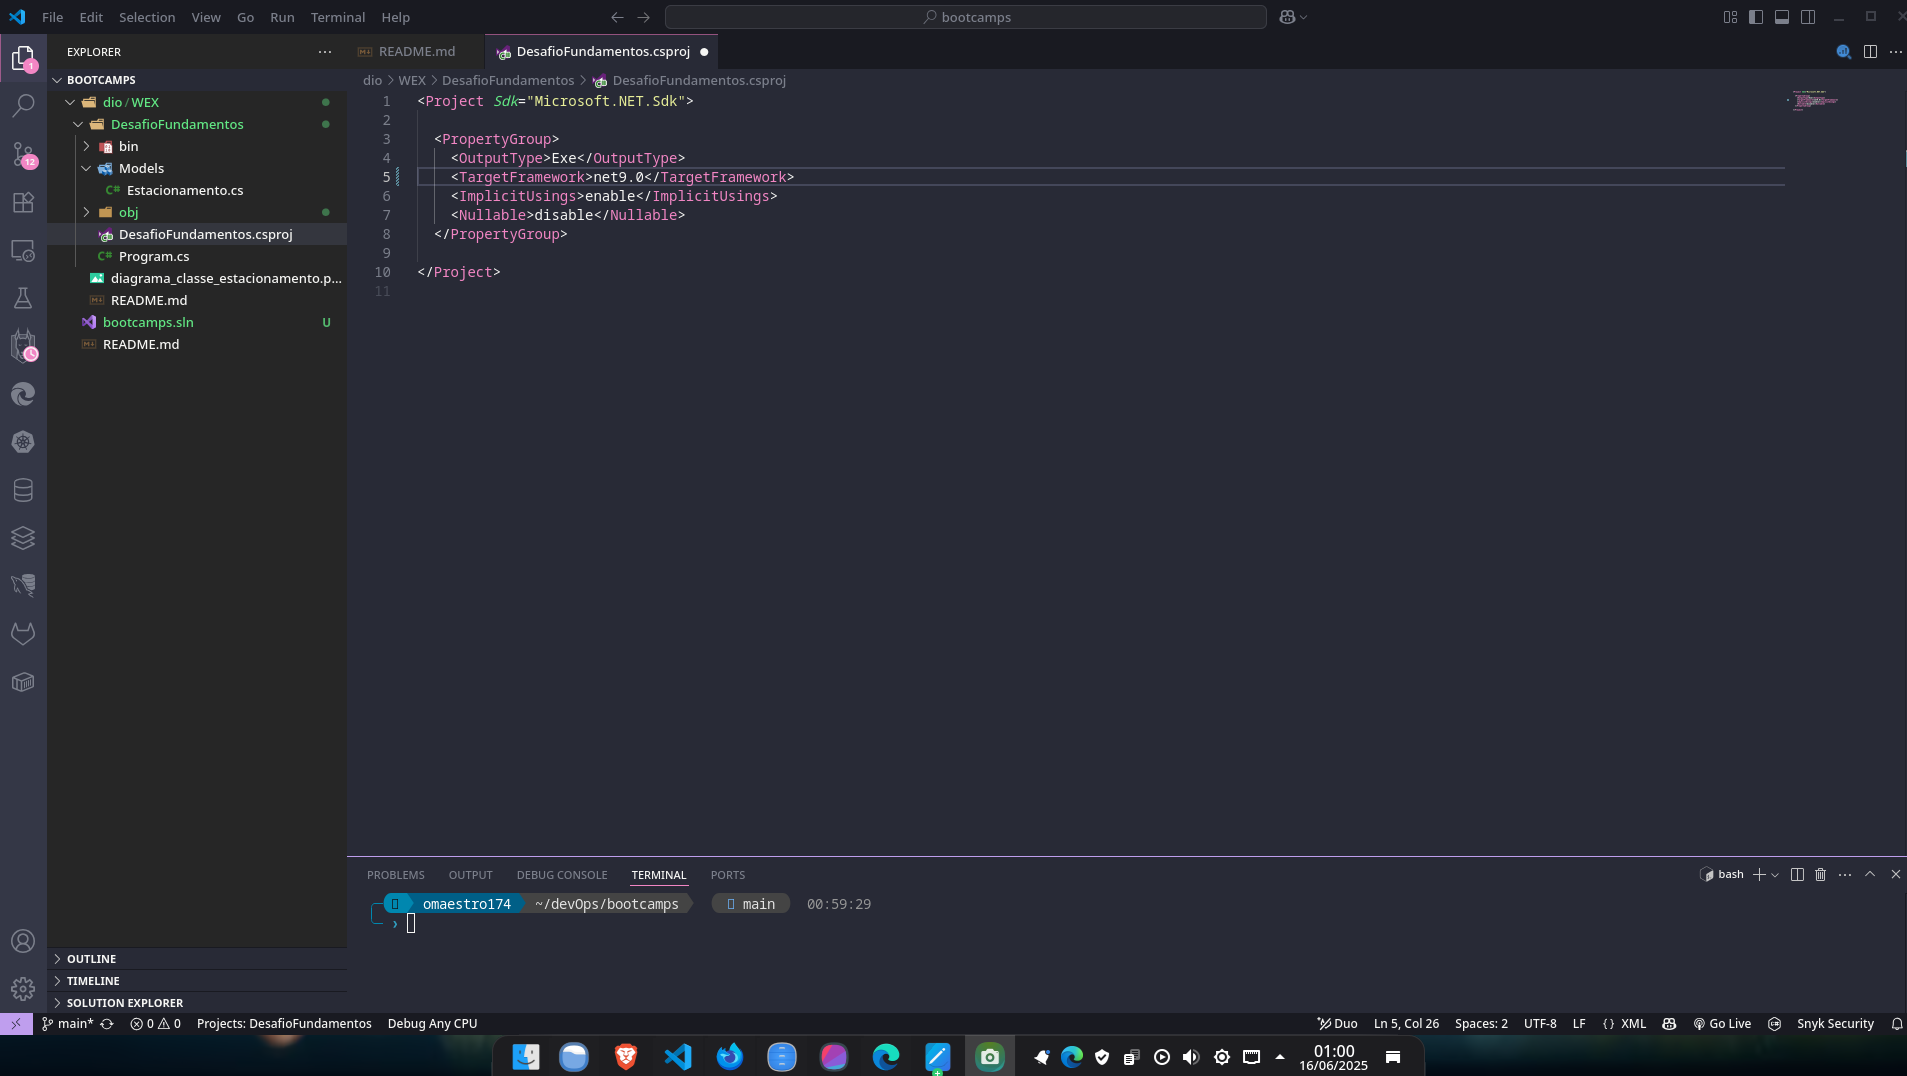 File Edit Selection View Go Run Terminal Help
bootcamps
EXPLORER
BOOTCAMPS
dio / WEX
DesafioFundamentos
bin
Models
C# Estacionamento.cs
obj
DesafioFundamentos.csproj
C# Program.cs
diagrama_classe_estacionamento.p...
README.md
bootcamps.sln U
README.md
OUTLINE
TIMELINE
SOLUTION EXPLORER
1
12
README.md DesafioFundamentos.csproj
dio > WEX > DesafioFundamentos > DesafioFundamentos.csproj
1 <Project Sdk="Microsoft.NET.Sdk">
2
3 <PropertyGroup>
4 <OutputType>Exe</OutputType>
5 <TargetFramework>net9.0</TargetFramework>
6 <ImplicitUsings>enable</ImplicitUsings>
7 <Nullable>disable</Nullable>
8 </PropertyGroup>
9
10 </Project>
11
PROBLEMS OUTPUT DEBUG CONSOLE TERMINAL PORTS
bash
omaestro174 ~/devOps/bootcamps main 00:59:29
main* 0 0 Projects: DesafioFundamentos Debug Any CPU
Duo Ln 5, Col 26 Spaces: 2 UTF-8 LF {} XML Go Live Snyk Security
01:00
16/06/2025